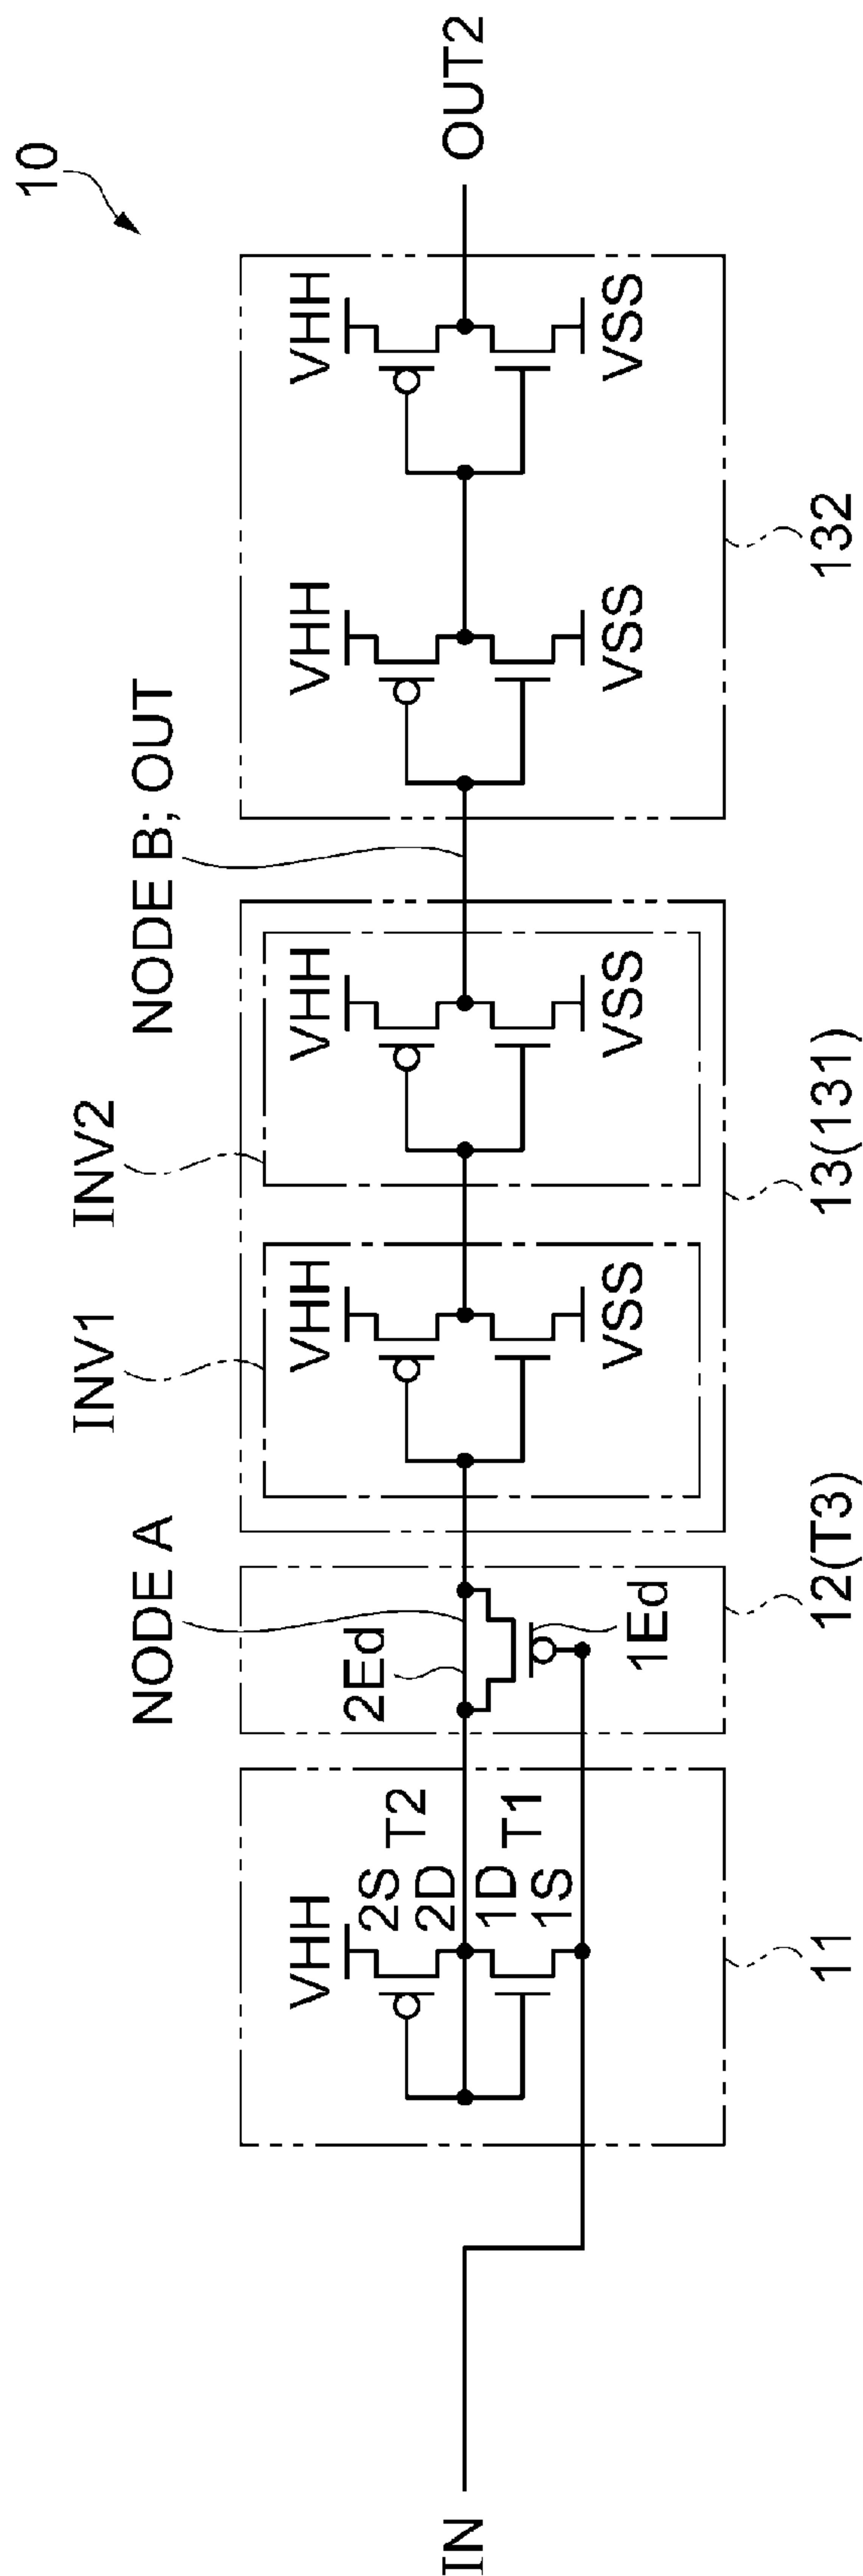 10
IN
VHH
2S
T2
2D
1D
T1
1S
11
NODE A
2Ed
1Ed
12(T3)
INV1
VHH
VSS
INV2
VHH
VSS
13(131)
NODE B; OUT
VHH
VSS
VHH
VSS
132
OUT2